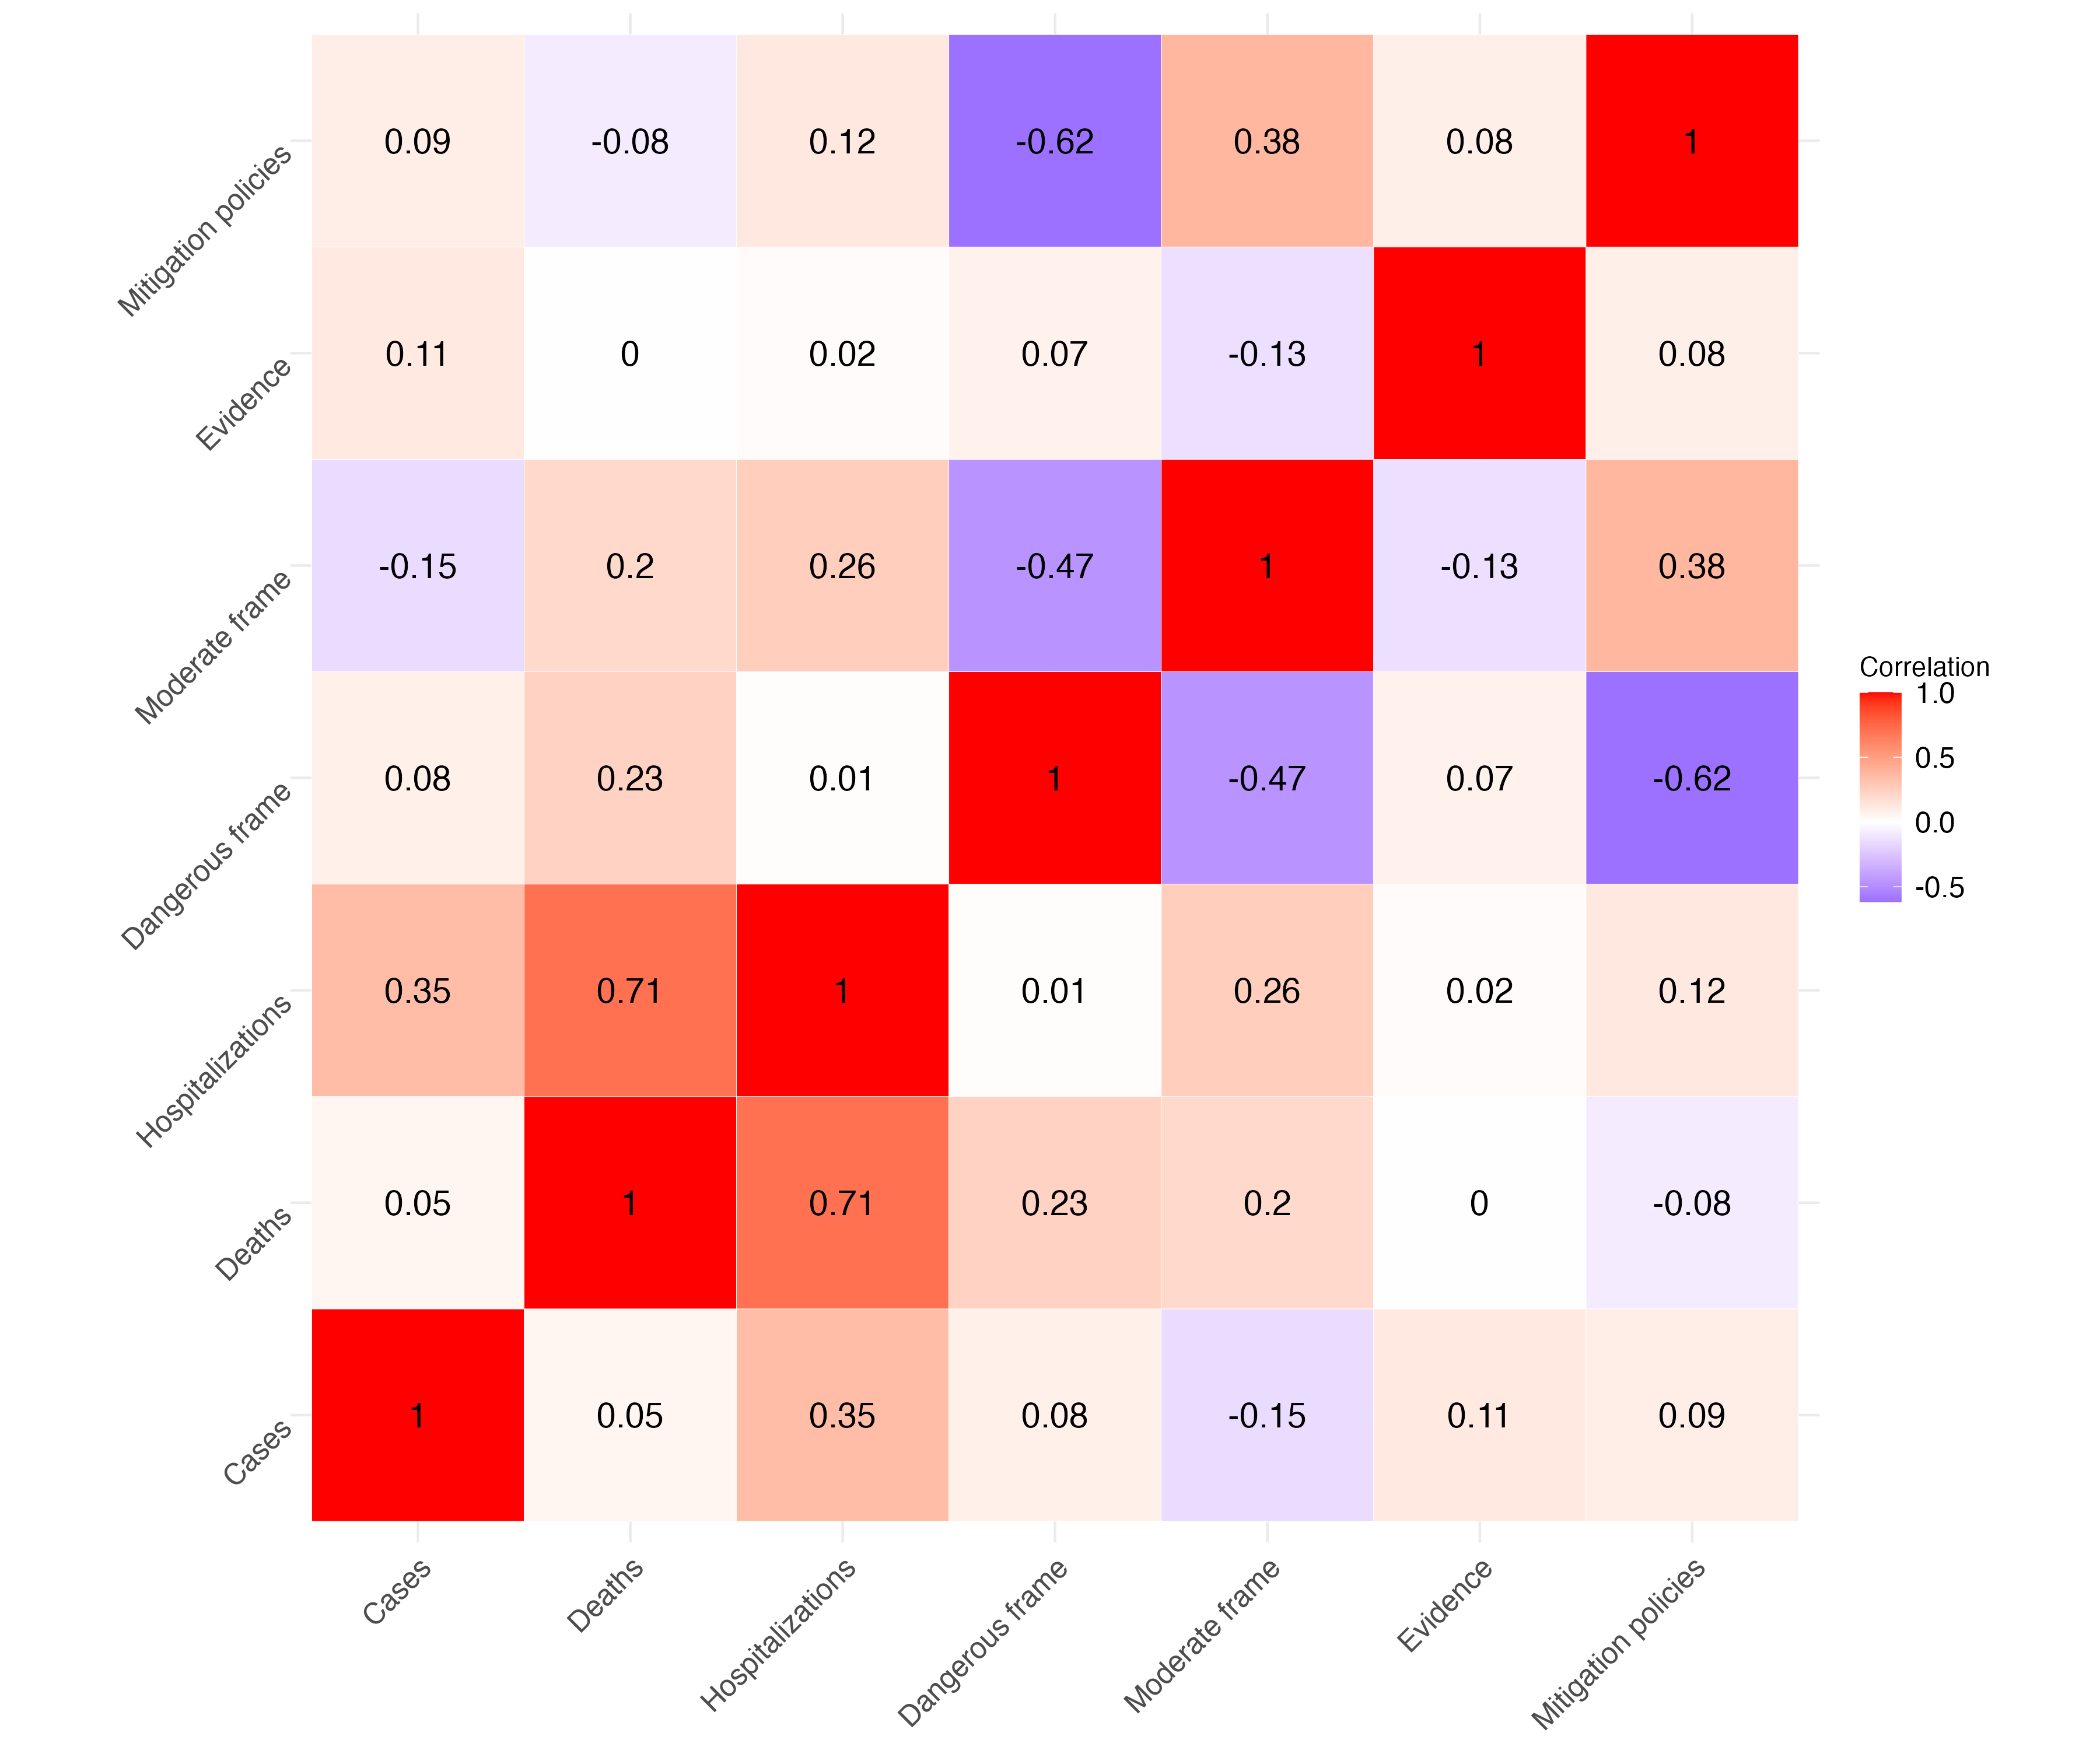 Mitigation policies
0.09 -0.08 0.12 -0.62 0.38 0.08 1
Evidence
0.11 0 0.02 0.07 -0.13 1 0.08
Moderate frame
-0.15 0.2 0.26 -0.47 1 -0.13 0.38
Dangerous frame
0.08 0.23 0.01 1 -0.47 0.07 -0.62
Hospitalizations
0.35 0.71 1 0.01 0.26 0.02 0.12
Deaths
0.05 1 0.71 0.23 0.2 0 -0.08
Cases
1 0.05 0.35 0.08 -0.15 0.11 0.09
Cases
Deaths
Hospitalizations
Dangerous frame
Moderate frame
Evidence
Mitigation policies
Correlation
1.0
0.5
0.0
-0.5